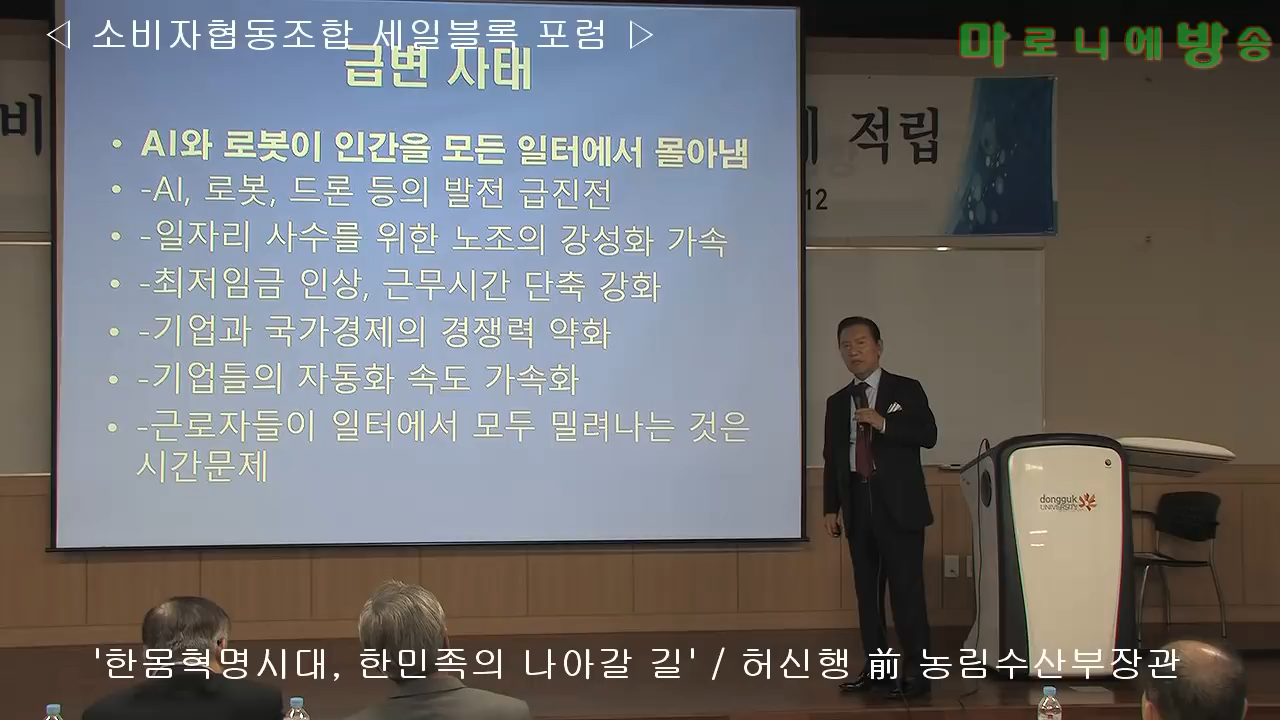 ◁ 소비자협동조합 세일블록 포럼 ▷
마로니에방송
급변 사태
비
적립
12
• AI와 로봇이 인간을 모든 일터에서 몰아냄
• -AI, 로봇, 드론 등의 발전 급진전
• -일자리 사수를 위한 노조의 강성화 가속
• -최저임금 인상, 근무시간 단축 강화
• -기업과 국가경제의 경쟁력 약화
• -기업들의 자동화 속도 가속화
• -근로자들이 일터에서 모두 밀려나는 것은
시간문제
dongguk
UNIVERSITY
'한몸혁명시대, 한민족의 나아갈 길' / 허신행 前 농림수산부장관